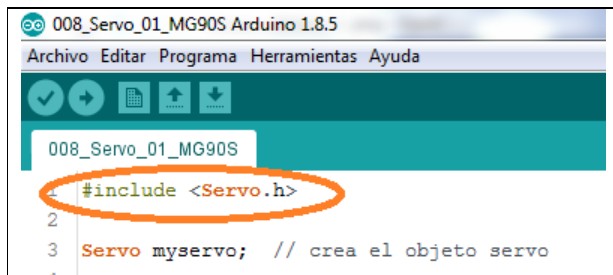 008_Servo_01_MG90S Arduino 1.8.5
Archivo Editar Programa Herramientas Ayuda
008_Servo_01_MG90S
1 #include <Servo.h>
2
3 Servo myservo; // crea el objeto servo